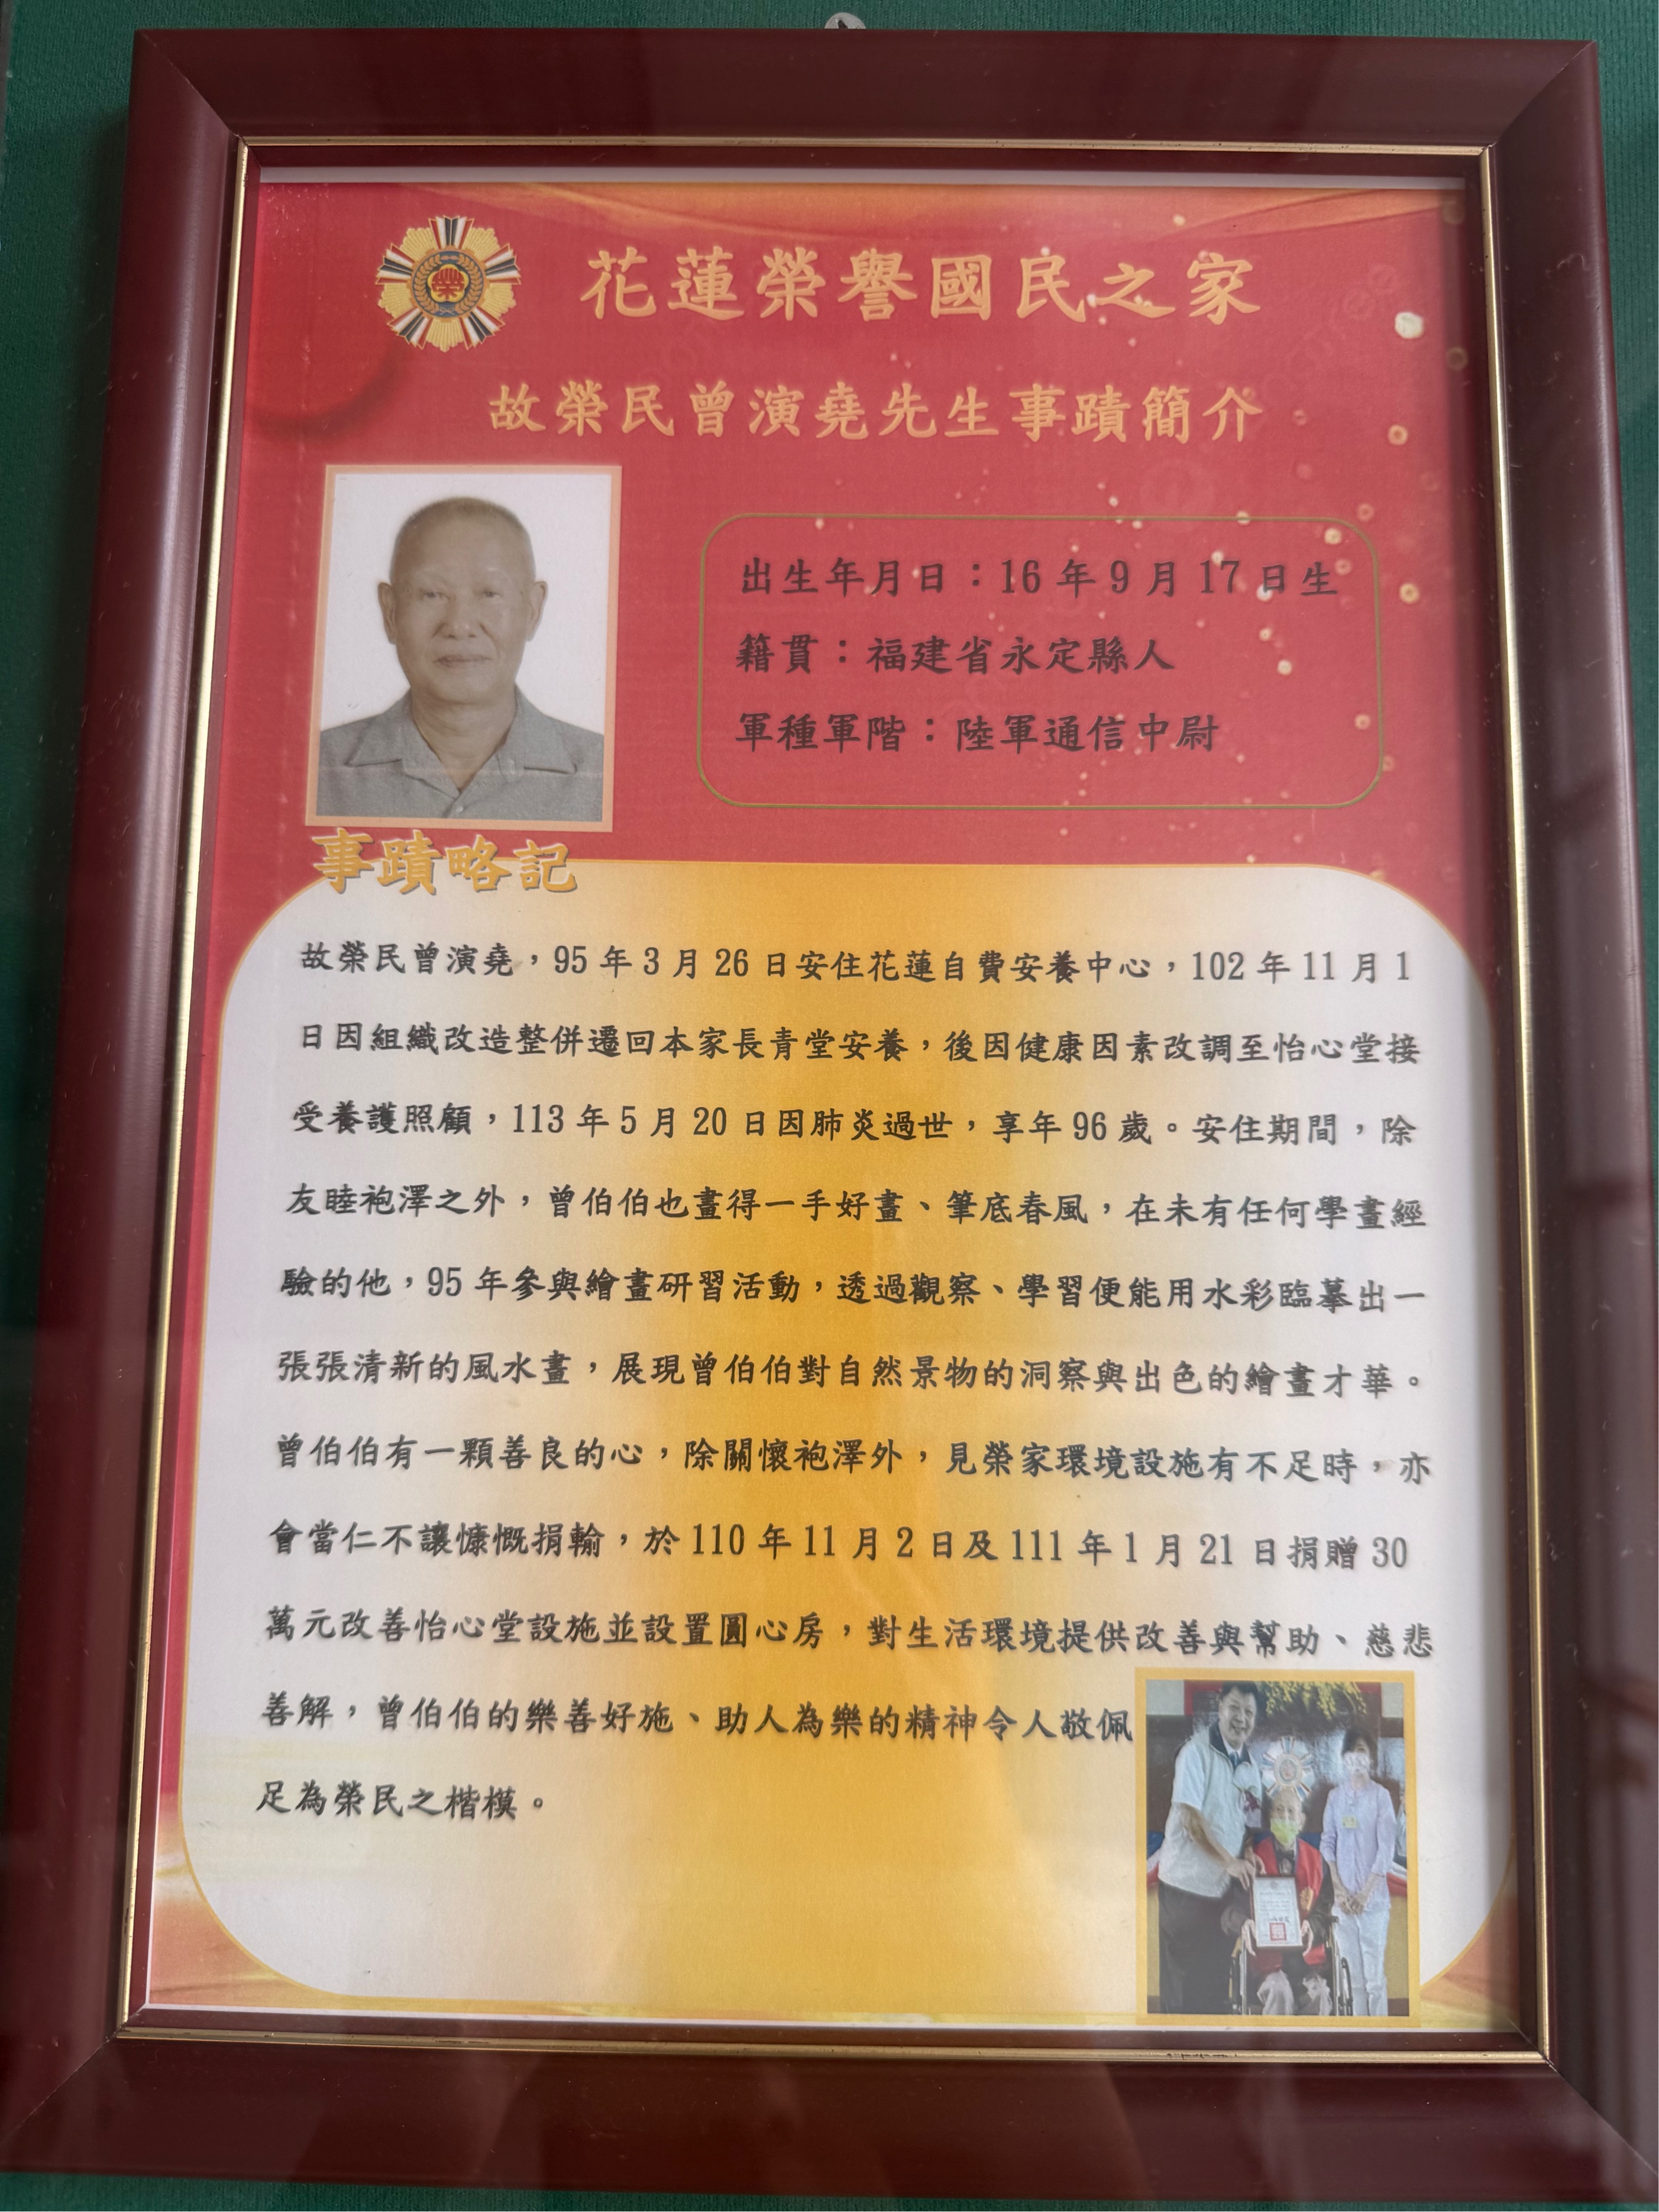 花蓮榮譽國民之家
故榮民曾演堯先生事蹟簡介
出生年月日：16年9月17日生
籍貫：福建省永定縣人
軍種軍階：陸軍通信中尉
事蹟略記
故榮民曾演堯，95年3月26日安住花蓮自費安養中心，102年11月1
日因組織改造整併遷回本家長青堂安養，後因健康因素改調至怡心堂接
受養護照顧，113年5月20日因肺炎過世，享年96歲。安住期間，除
友睦袍澤之外，曾伯伯也畫得一手好畫、筆底春風，在未有任何學畫經
驗的他，95年參與繪畫研習活動，透過觀察、學習便能用水彩臨摹出一
張張清新的風水畫，展現曾伯伯對自然景物的洞察與出色的繪畫才華。
曾伯伯有一顆善良的心，除關懷袍澤外，見榮家環境設施有不足時，亦
會當仁不讓慷慨捐輸，於110年11月2日及111年1月21日捐贈30
萬元改善怡心堂設施並設置圓心房，對生活環境提供改善與幫助、慈悲
善解，曾伯伯的樂善好施、助人為樂的精神令人敬佩
足為榮民之楷模。